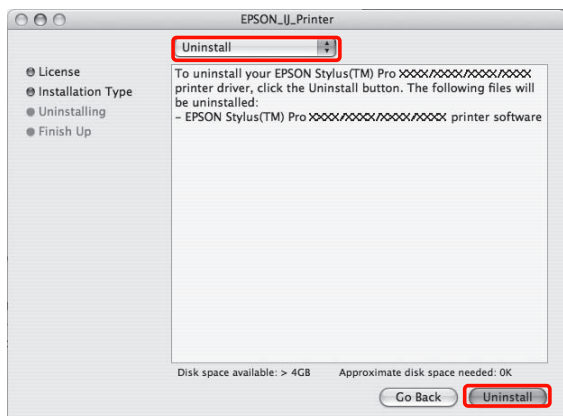 EPSON_IJ_Printer
Uninstall
License
Installation Type
Uninstalling
Finish Up
To uninstall your EPSON Stylus(TM) Pro XXXX/XXXX/XXXX/XXXX
printer driver, click the Uninstall button. The following files will
be uninstalled:
– EPSON Stylus(TM) Pro XXXX/XXXX/XXXX/XXXX printer software
Disk space available: > 4GB
Approximate disk space needed: 0K
Go Back
Uninstall